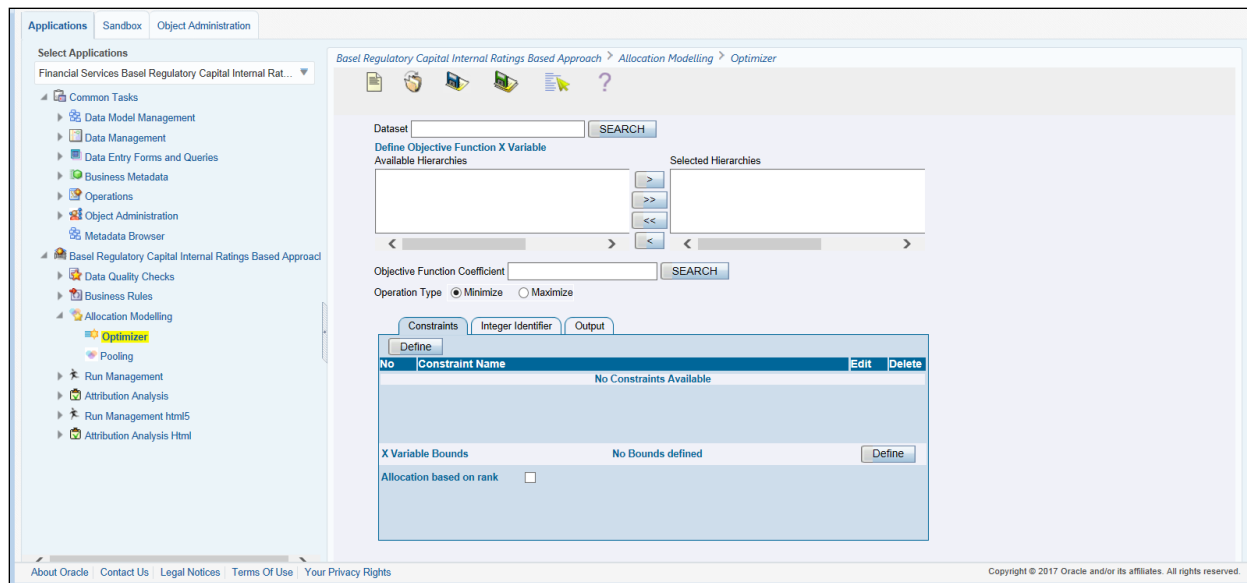 Applications Sandbox Object Administration
Select Applications
Financial Services Basel Regulatory Capital Internal Rat...
Common Tasks
Data Model Management
Data Management
Data Entry Forms and Queries
Business Metadata
Operations
Object Administration
Metadata Browser
Basel Regulatory Capital Internal Ratings Based Approacl
Data Quality Checks
Business Rules
Allocation Modelling
Optimizer
Pooling
Run Management
Attribution Analysis
Run Management html5
Attribution Analysis Html
Basel Regulatory Capital Internal Ratings Based Approach > Allocation Modelling > Optimizer
?
Dataset SEARCH
Define Objective Function X Variable
Available Hierarchies Selected Hierarchies
>
>>
<<
<
Objective Function Coefficient SEARCH
Operation Type Minimize Maximize
Constraints Integer Identifier Output
Define
No Constraint Name Edit Delete
No Constraints Available
X Variable Bounds No Bounds defined Define
Allocation based on rank
About Oracle Contact Us Legal Notices Terms Of Use Your Privacy Rights
Copyright © 2017 Oracle and/or its affiliates. All rights reserved.